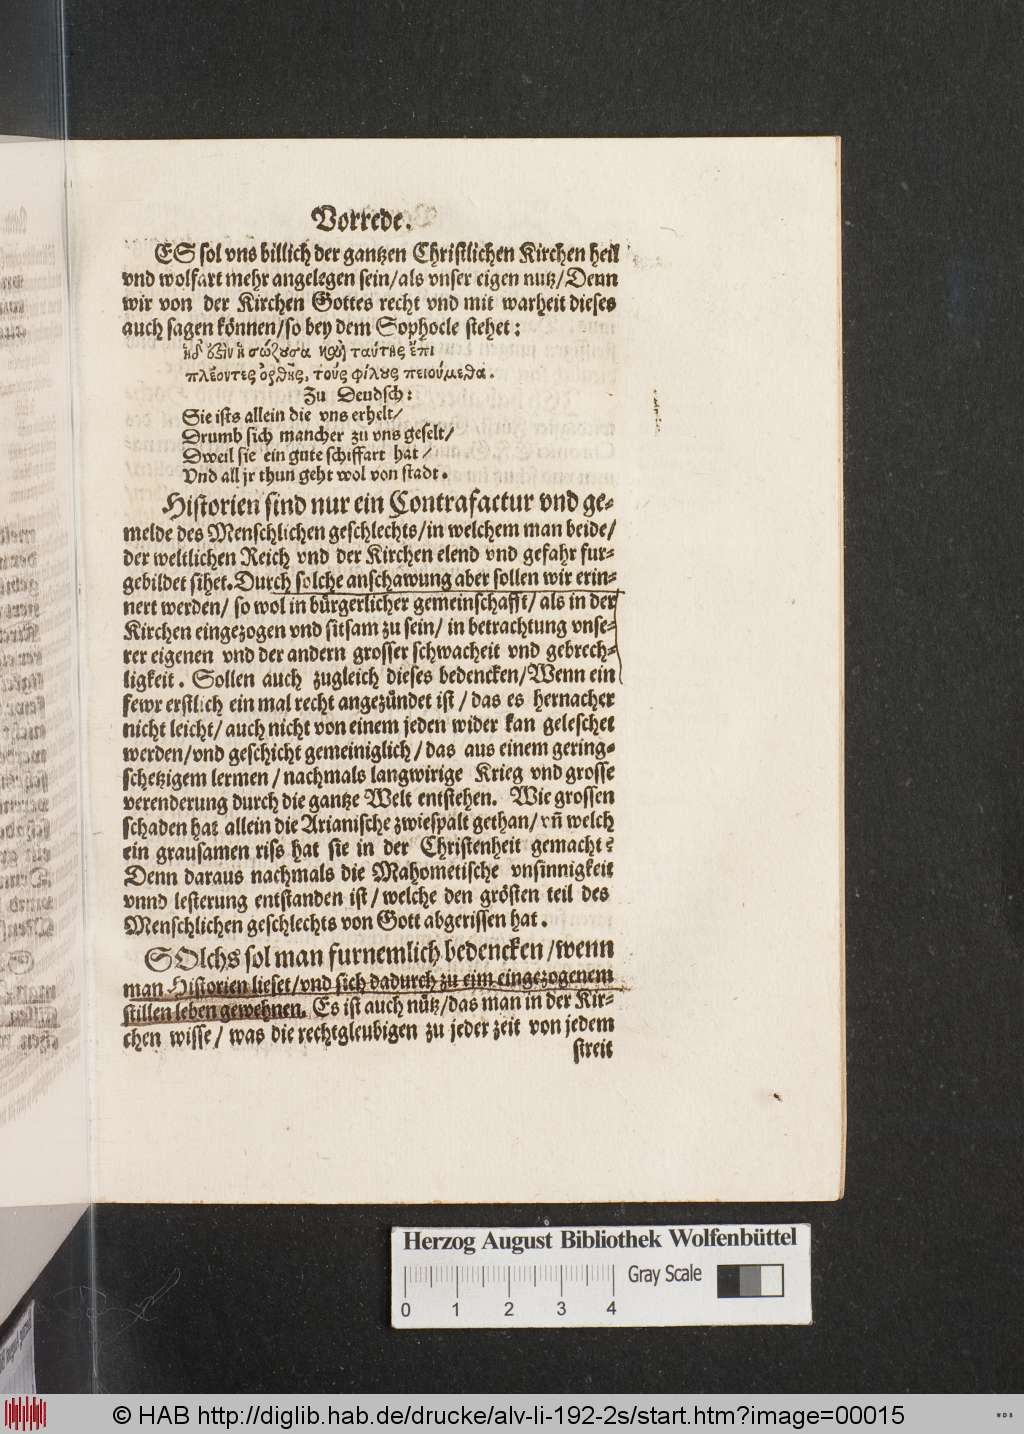 Vorrede.
ES sol vns billich der gantzen Christlichen Kirchen heil
vnd wolfart mehr angelegen sein/als vnser eigen nutz/Denn
wir von der Kirchen Gottes recht vnd mit warheit dieses
auch sagen können/so bey dem Sophocle stehet:
ἥδ' ὀξὶν ἡ σώζουσα καὶ ταύτης ἔπι
πλέοντες ὀρθῆς, τοὺς φίλους πειούμεθα.
Zu Deudsch:
Sie ists allein die vns erhelt/
Drumb sich mancher zu vns geselt/
Dweil sie ein gute schiffart hat/
Vnd all jr thun geht wol von stadt.
Historien sind nur ein Contrafactur vnd ge-
melde des Menschlichen geschlechts/in welchem man beide/
der weltlichen Reich vnd der Kirchen elend vnd gefahr fur-
gebildet sihet. Durch solche anschawung aber sollen wir erin-
nert werden/ so wol in bürgerlicher gemeinschafft/ als in der
Kirchen eingezogen vnd sitsam zu sein/ in betrachtung vnse-
rer eigenen vnd der andern grosser schwacheit vnd gebrech-
ligkeit. Sollen auch zugleich dieses bedencken/Wenn ein
fewr erstlich ein mal recht angezündet ist/ das es hernacher
nicht leicht/ auch nicht von einem jeden wider kan geleschet
werden/vnd geschicht gemeiniglich/ das aus einem gering-
schetzigem lermen/ nachmals langwirige Krieg vnd grosse
verenderung durch die gantze Welt entstehen. Wie grossen
schaden hat allein die Arianische zwiespalt gethan/ vñ welch
ein grausamen riss hat sie in der Christenheit gemacht?
Denn daraus nachmals die Mahometische vnsinnigkeit
vnnd lesterung entstanden ist/ welche den grösten teil des
Menschlichen geschlechts von Gott abgerissen hat.
SOlchs sol man furnemlich bedencken/wenn
man Historien lieset/vnd sich dadurch zu eim eingezogenem
stillen leben gewehnen. Es ist auch nütz/das man in der Kir-
chen wisse/ was die rechtgleubigen zu jeder zeit von jedem
streit
Herzog August Bibliothek Wolfenbüttel
Gray Scale
0 1 2 3 4
© HAB http://diglib.hab.de/drucke/alv-li-192-2s/start.htm?image=00015